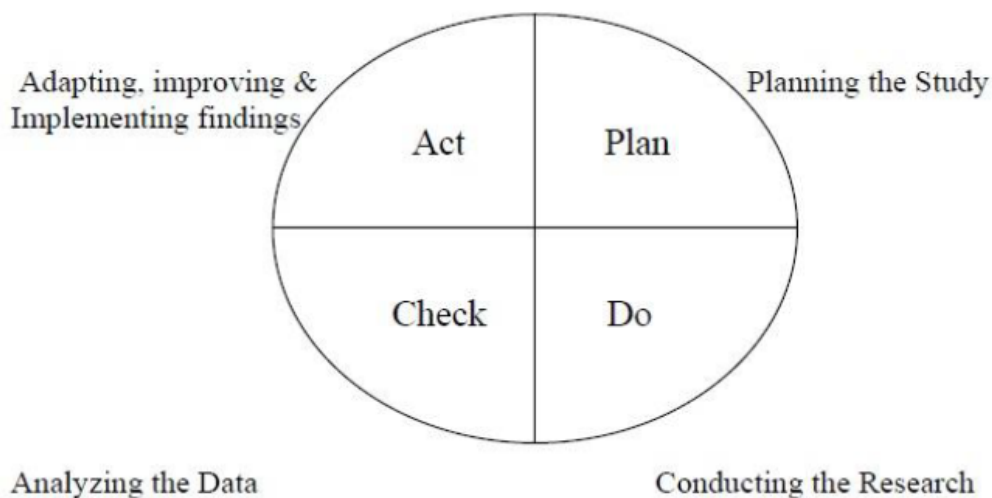 Adapting, improving &
Implementing findings
Planning the Study
Act
Plan
Check
Do
Analyzing the Data
Conducting the Research